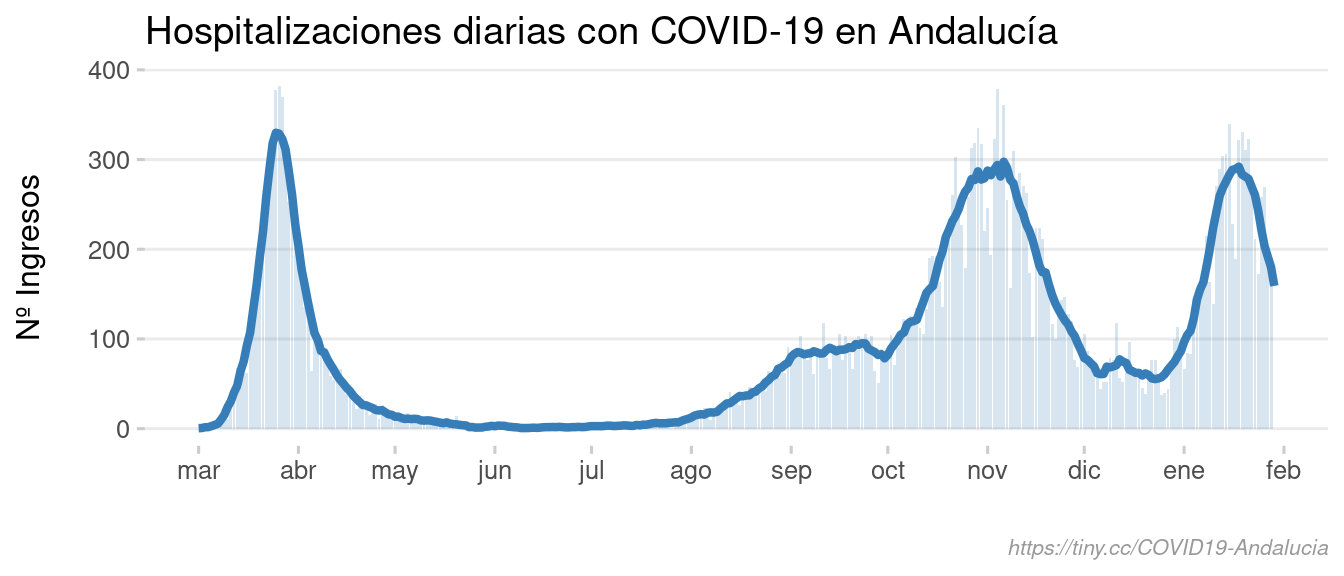 Hospitalizaciones diarias con COVID-19 en Andalucía
Nº Ingresos
400
300
200
100
0
mar abr may jun jul ago sep oct nov dic ene feb
https://tiny.cc/COVID19-Andalucia